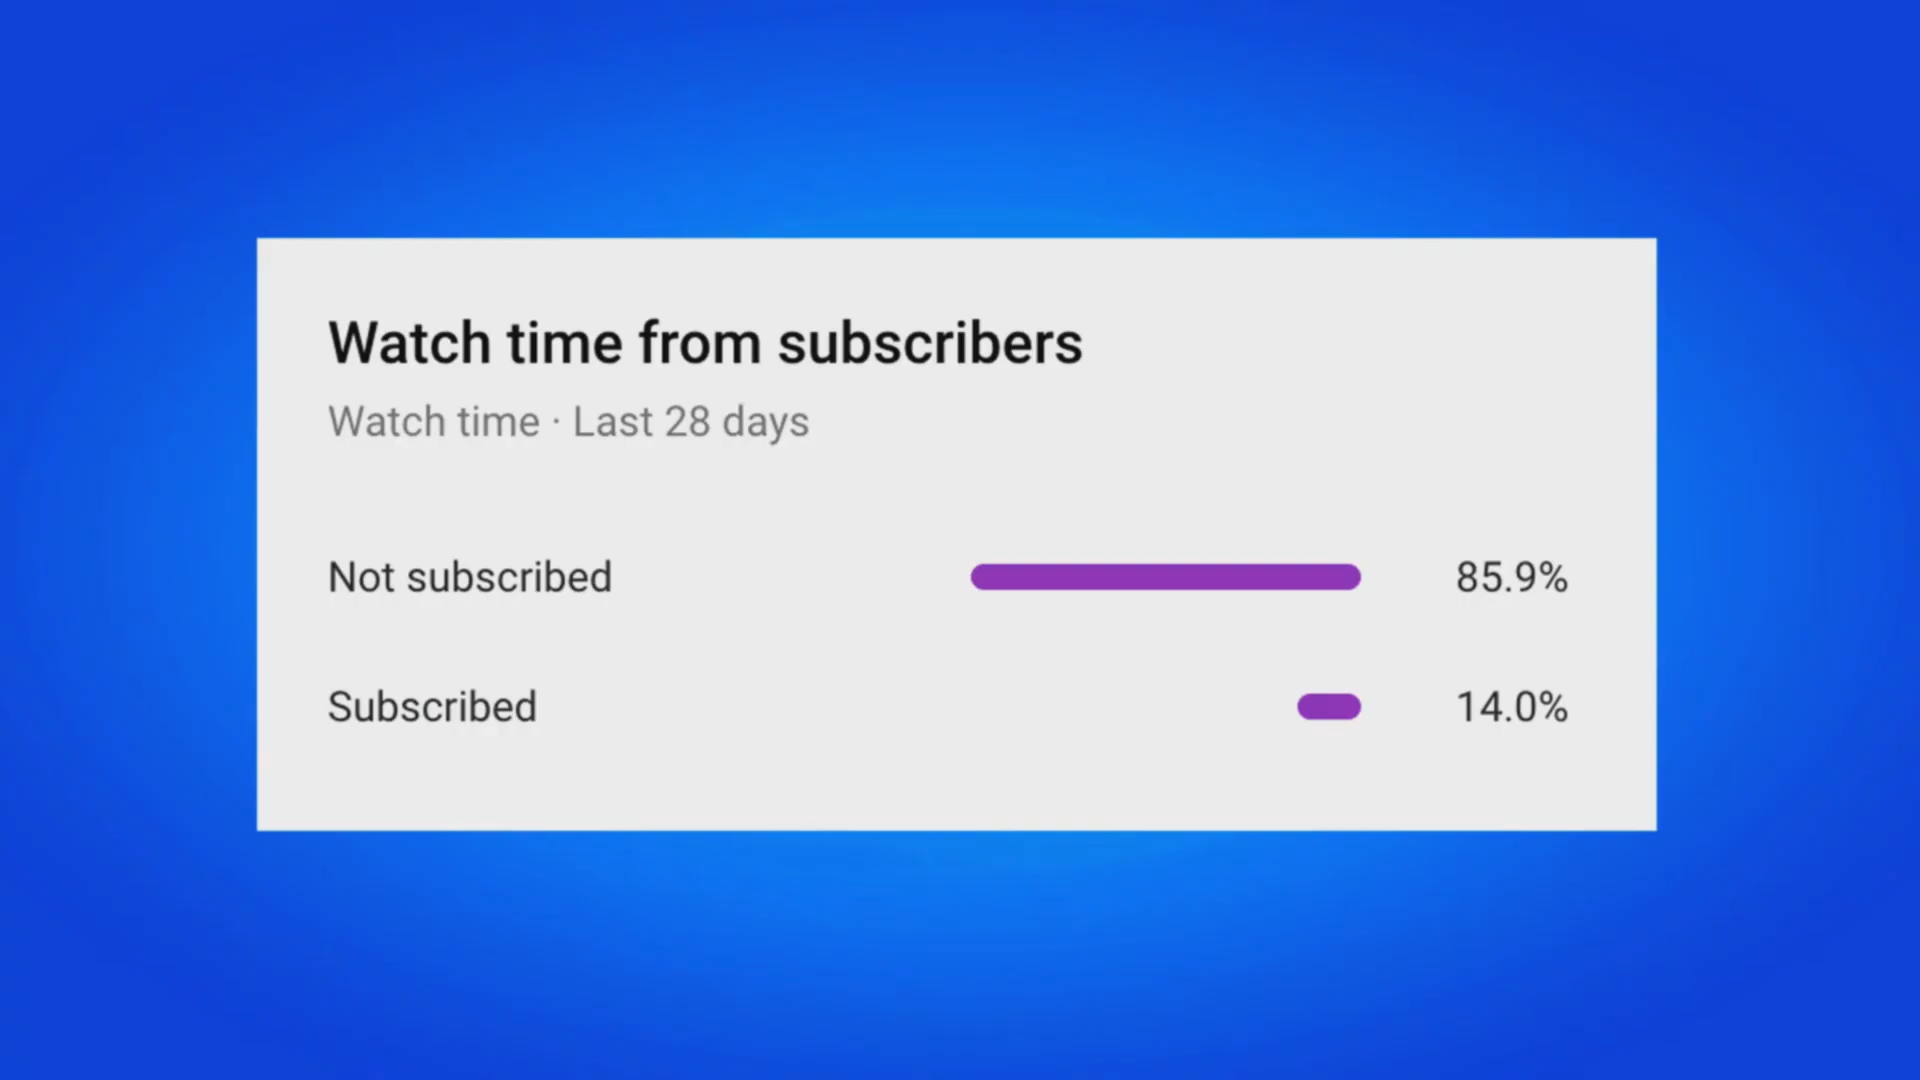 Watch time from subscribers
Watch time · Last 28 days
Not subscribed 85.9%
Subscribed 14.0%